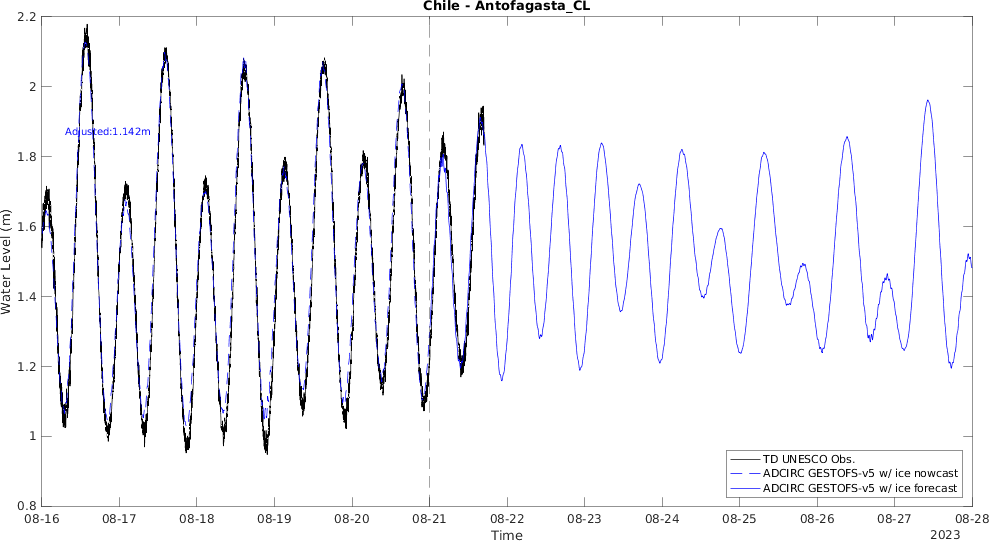 Chile - Antofagasta_CL
2.2
2
1.8
1.6
1.4
1.2
1
0.8
Water Level (m)
Adjusted:1.142m
TD UNESCO Obs.
ADCIRC GESTOFS-v5 w/ ice nowcast
ADCIRC GESTOFS-v5 w/ ice forecast
08-16 08-17 08-18 08-19 08-20 08-21 08-22 08-23 08-24 08-25 08-26 08-27 08-28
Time
2023